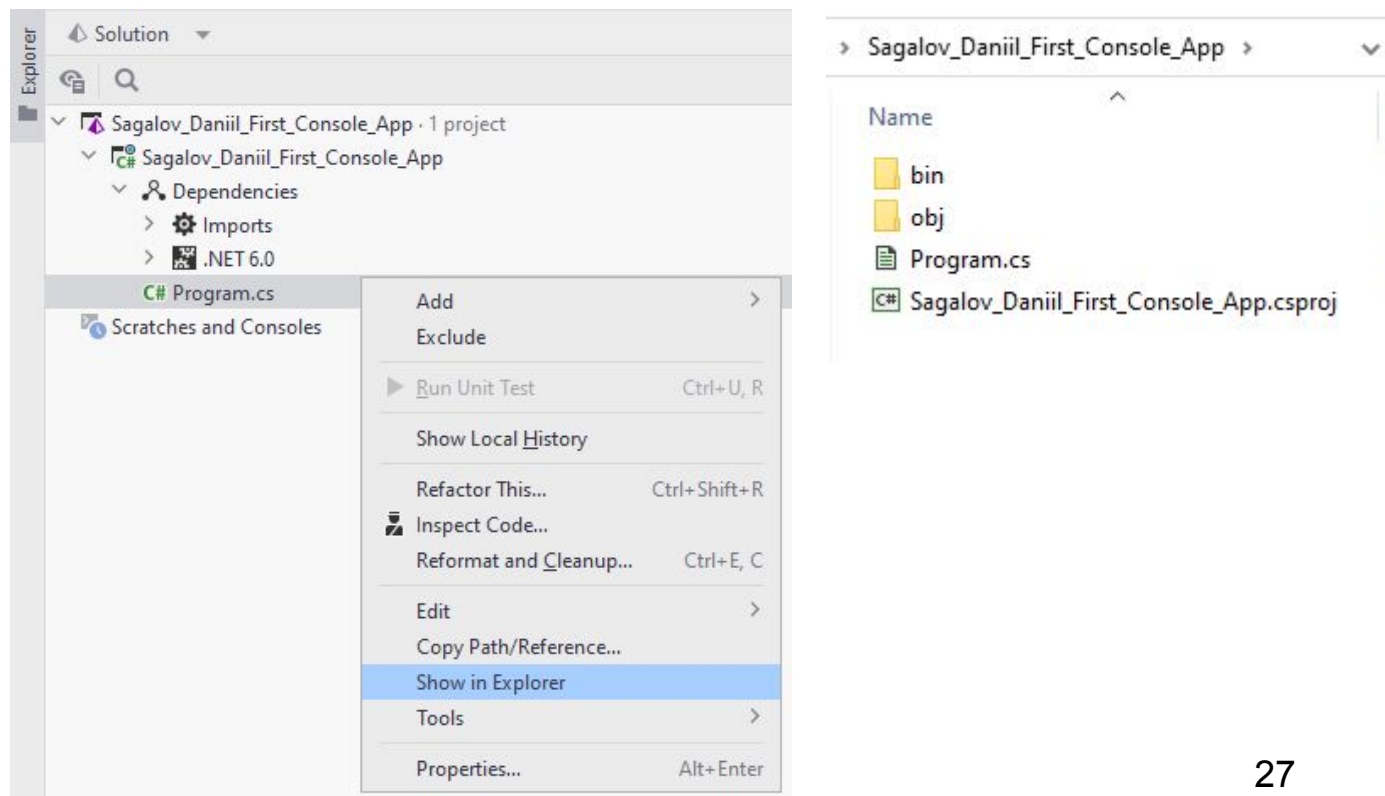 Explorer
Solution
Sagalov_Daniil_First_Console_App · 1 project
C# Sagalov_Daniil_First_Console_App
Dependencies
Imports
.NET 6.0
C# Program.cs
Scratches and Consoles
Add
Exclude
Run Unit Test Ctrl+U, R
Show Local History
Refactor This... Ctrl+Shift+R
Inspect Code...
Reformat and Cleanup... Ctrl+E, C
Edit
Copy Path/Reference...
Show in Explorer
Tools
Properties... Alt+Enter
Sagalov_Daniil_First_Console_App
Name
bin
obj
Program.cs
C# Sagalov_Daniil_First_Console_App.csproj
27